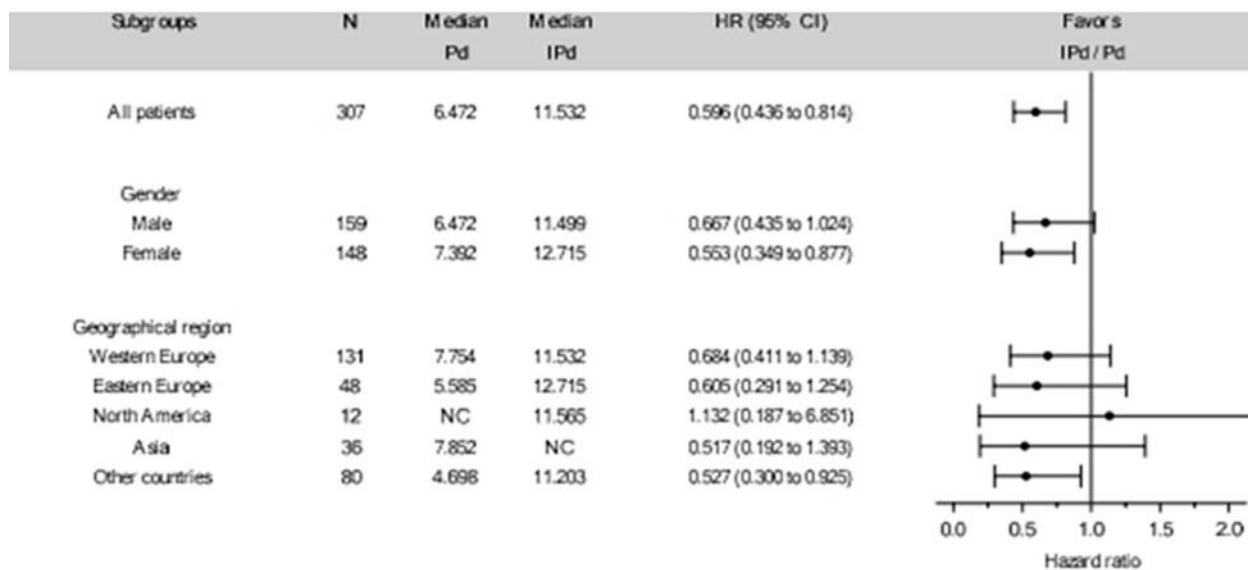 Subgroups N Median Median HR (95% CI) Favors
Pd IPd IPd / Pd
All patients 307 6.472 11.532 0.596 (0.436 to 0.814)
Gender
Male 159 6.472 11.499 0.667 (0.435 to 1.024)
Female 148 7.392 12.715 0.553 (0.349 to 0.877)
Geographical region
Western Europe 131 7.754 11.532 0.684 (0.411 to 1.139)
Eastern Europe 48 5.585 12.715 0.605 (0.291 to 1.254)
North America 12 NC 11.565 1.132 (0.187 to 6.851)
Asia 36 7.852 NC 0.517 (0.192 to 1.393)
Other countries 80 4.698 11.203 0.527 (0.300 to 0.925)
0.0 0.5 1.0 1.5 2.0
Hazard ratio